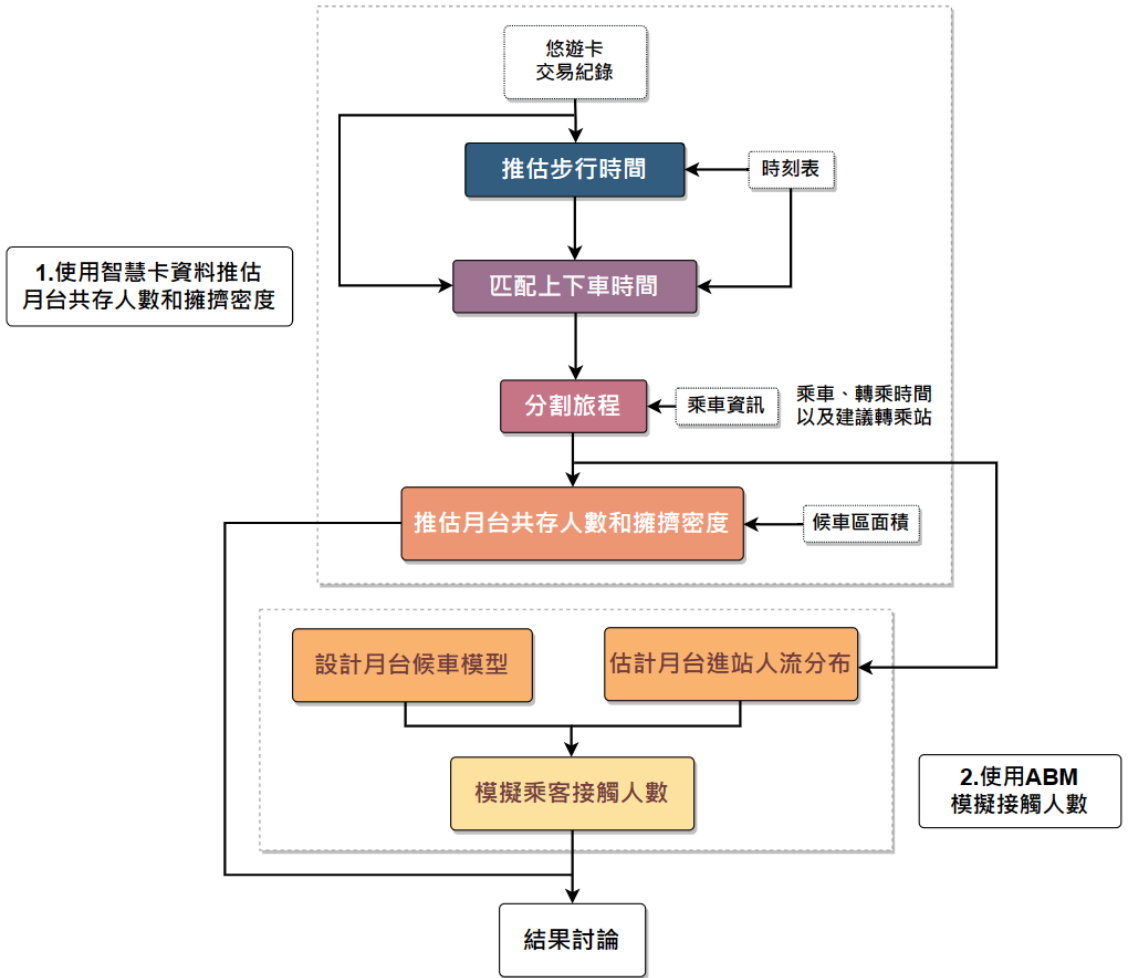 悠遊卡
交易紀錄
推估步行時間
時刻表
1.使用智慧卡資料推估
月台共存人數和擁擠密度
匹配上下車時間
分割旅程
乘車資訊
乘車、轉乘時間
以及建議轉乘站
推估月台共存人數和擁擠密度
候車區面積
設計月台候車模型
估計月台進站人流分布
模擬乘客接觸人數
2.使用ABM
模擬接觸人數
結果討論